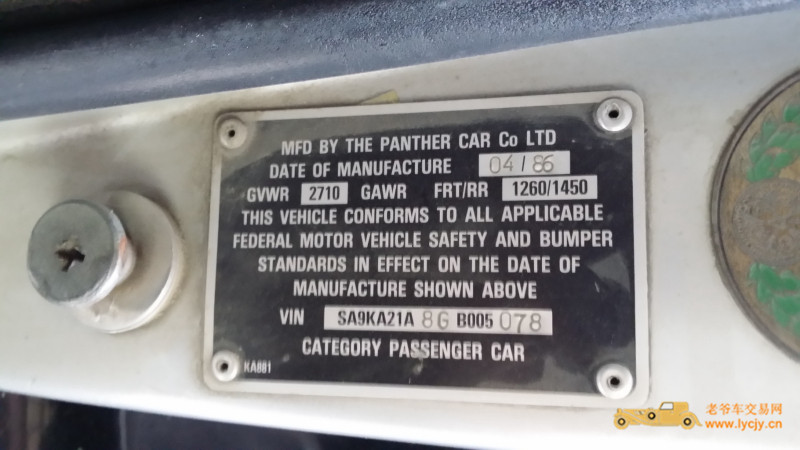 MFD BY THE PANTHER CAR Co LTD
DATE OF MANUFACTURE 04/86
GVWR 2710 GAWR FRT/RR 1260/1450
THIS VEHICLE CONFORMS TO ALL APPLICABLE
FEDERAL MOTOR VEHICLE SAFETY AND BUMPER
STANDARDS IN EFFECT ON THE DATE OF
MANUFACTURE SHOWN ABOVE
VIN SA9KA21A 8G B005 078
CATEGORY PASSENGER CAR
KA881
老爷车交易网
www.lycjy.cn